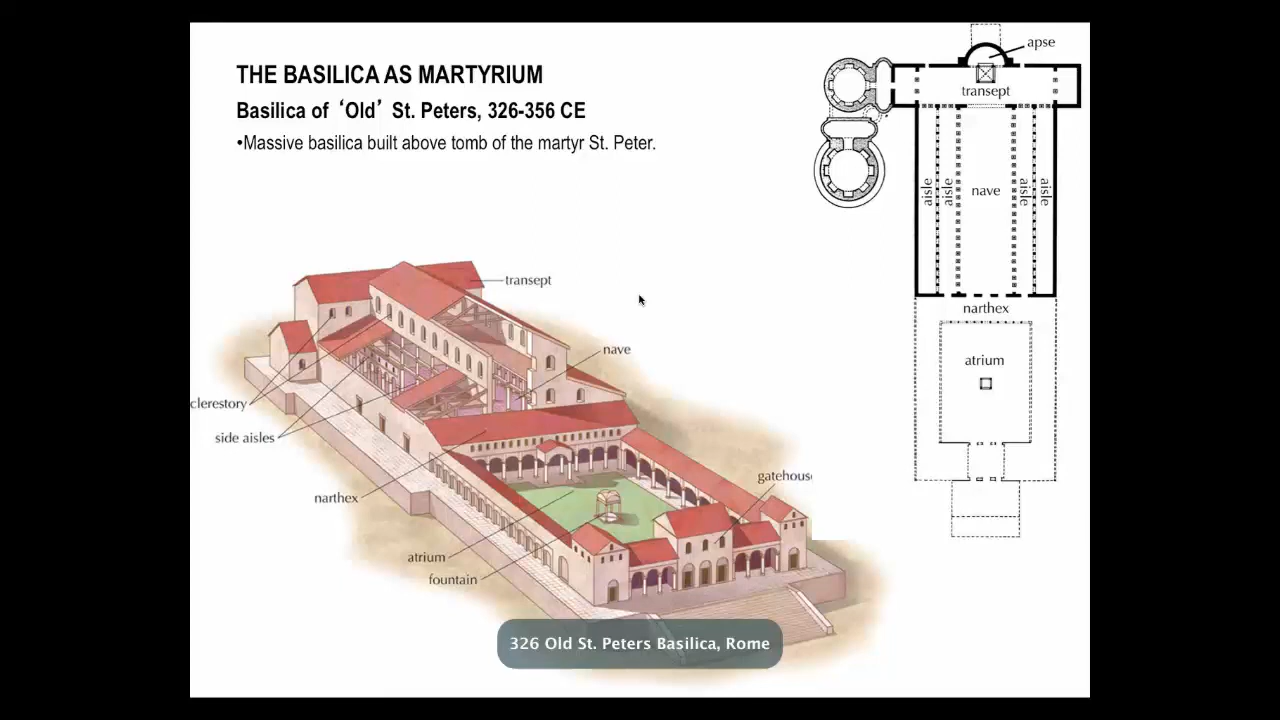 THE BASILICA AS MARTYRIUM
Basilica of ‘Old’ St. Peters, 326-356 CE
•Massive basilica built above tomb of the martyr St. Peter.
apse
transept
aisle
aisle
nave
aisle
aisle
narthex
atrium
transept
nave
clerestory
side aisles
gatehous
narthex
atrium
fountain
326 Old St. Peters Basilica, Rome